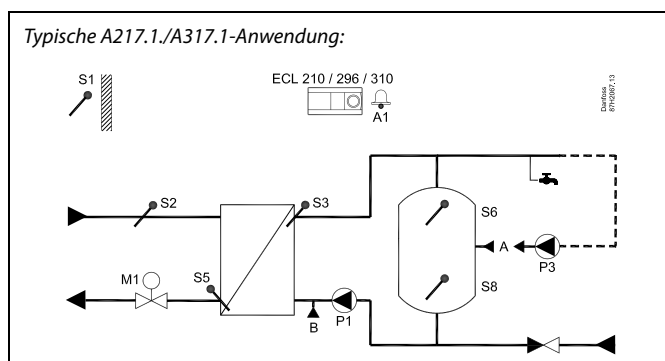 Typische A217.1./A317.1-Anwendung:
S1
ECL 210 / 296 / 310
A1
Danfoss
87H2067.13
S2
S3
S6
A
P3
M1
S5
S8
B
P1